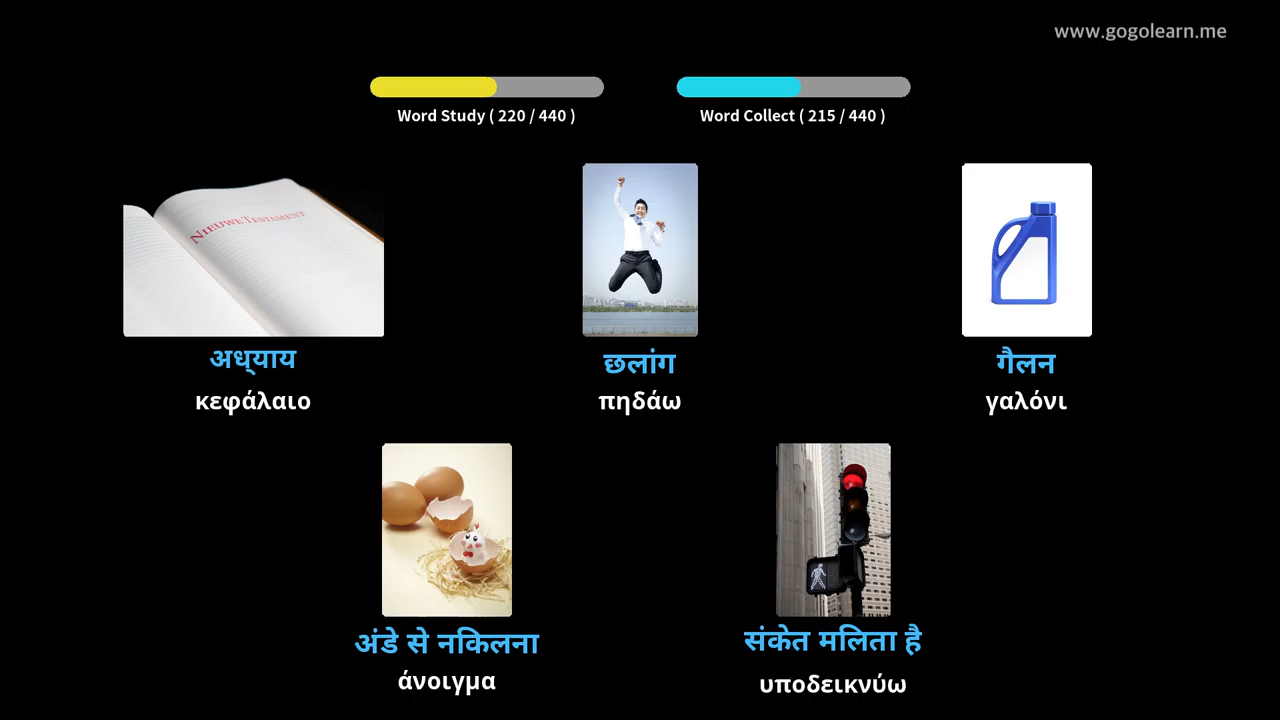 www.gogolearn.me
Word Study ( 220 / 440 )
Word Collect ( 215 / 440 )
NIEUWE TESTAMENT
अध्याय
छलांग
गैलन
κεφάλαιο
πηδάω
γαλόνι
अंडे से नकिलना
संकेत मलिता है
άνοιγμα
υποδεικνύω